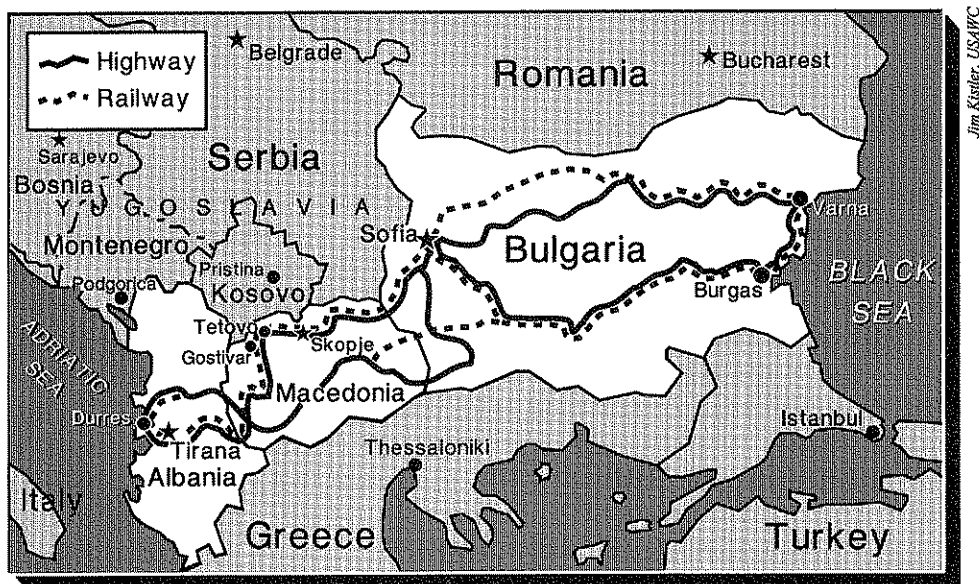 Highway
Railway
Belgrade
Romania
Bucharest
Sarajevo
Bosnia
Serbia
YUGOSLAVIA
Montenegro
Sofia
Bulgaria
Varna
Pristina
Kosovo
Podgorica
Burgas
BLACK
SEA
Tetovo
Skopje
Gostivar
ADRIATIC
SEA
Macedonia
Durres
Tirana
Albania
Thessaloniki
Istanbul
Italy
Greece
Turkey
Jim Kistler, USAWC